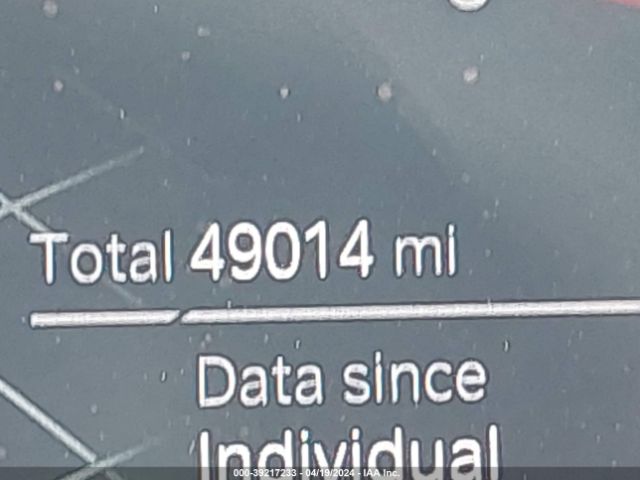 Total 49014 mi
Data since
Individual
000-39217233 - 04/19/2024 - IAA Inc.